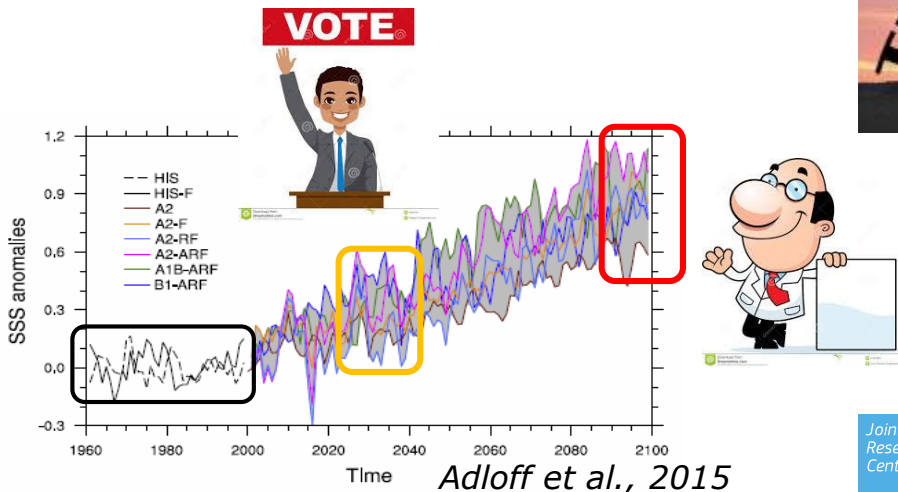 VOTE
SSS anomalies
1.2
0.9
0.6
0.3
0.0
-0.3
HIS
HIS-F
A2
A2-F
A2-RF
A2-ARF
A1B-ARF
B1-ARF
1960
1980
2000
2020
2040
2060
2080
2100
Time
Adloff et al., 2015
Join
Rese
Cent